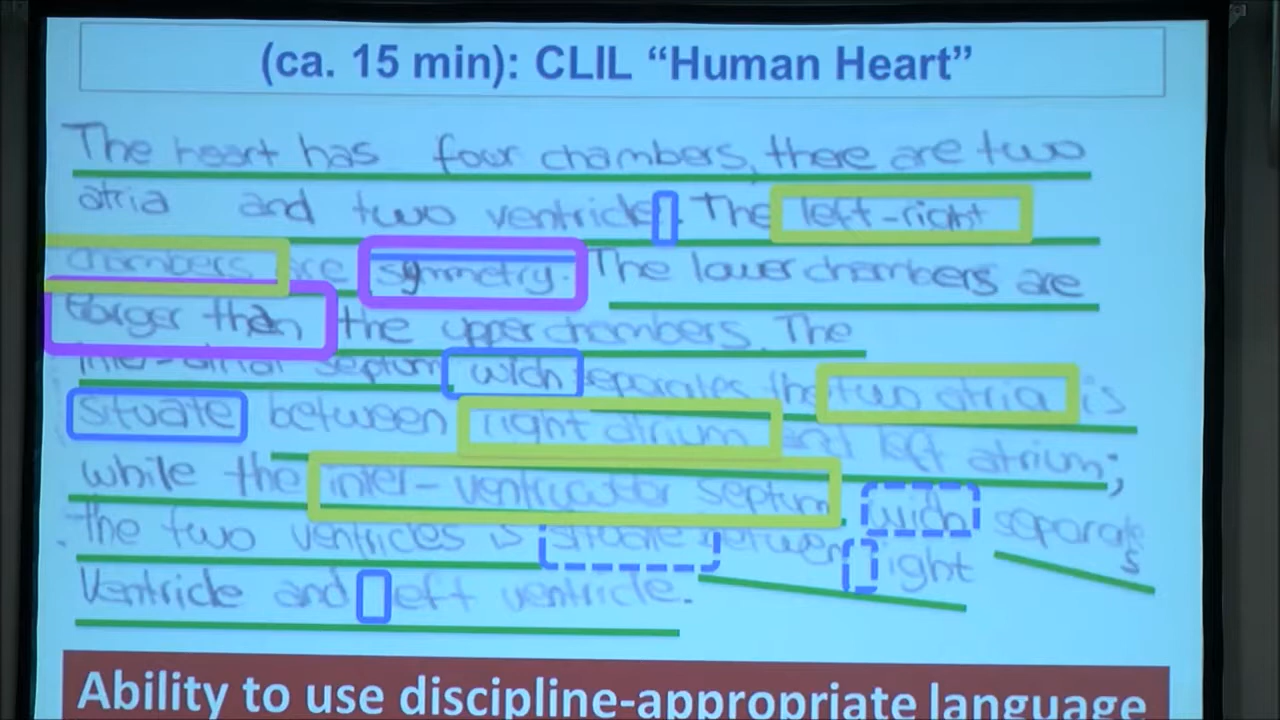 (ca. 15 min): CLIL “Human Heart”
The heart has four chambers, there are two
atria and two ventricle. The left-right
chambers are symmetry. The lower chambers are
larger than the upper chambers. The
inter-atrial septum wich separates the two atria is
situate between right atrium and left atrium;
while the inter-ventricular septum wich separates
the two ventricles is situate between right
Ventricle and left ventricle.
Ability to use discipline-appropriate language